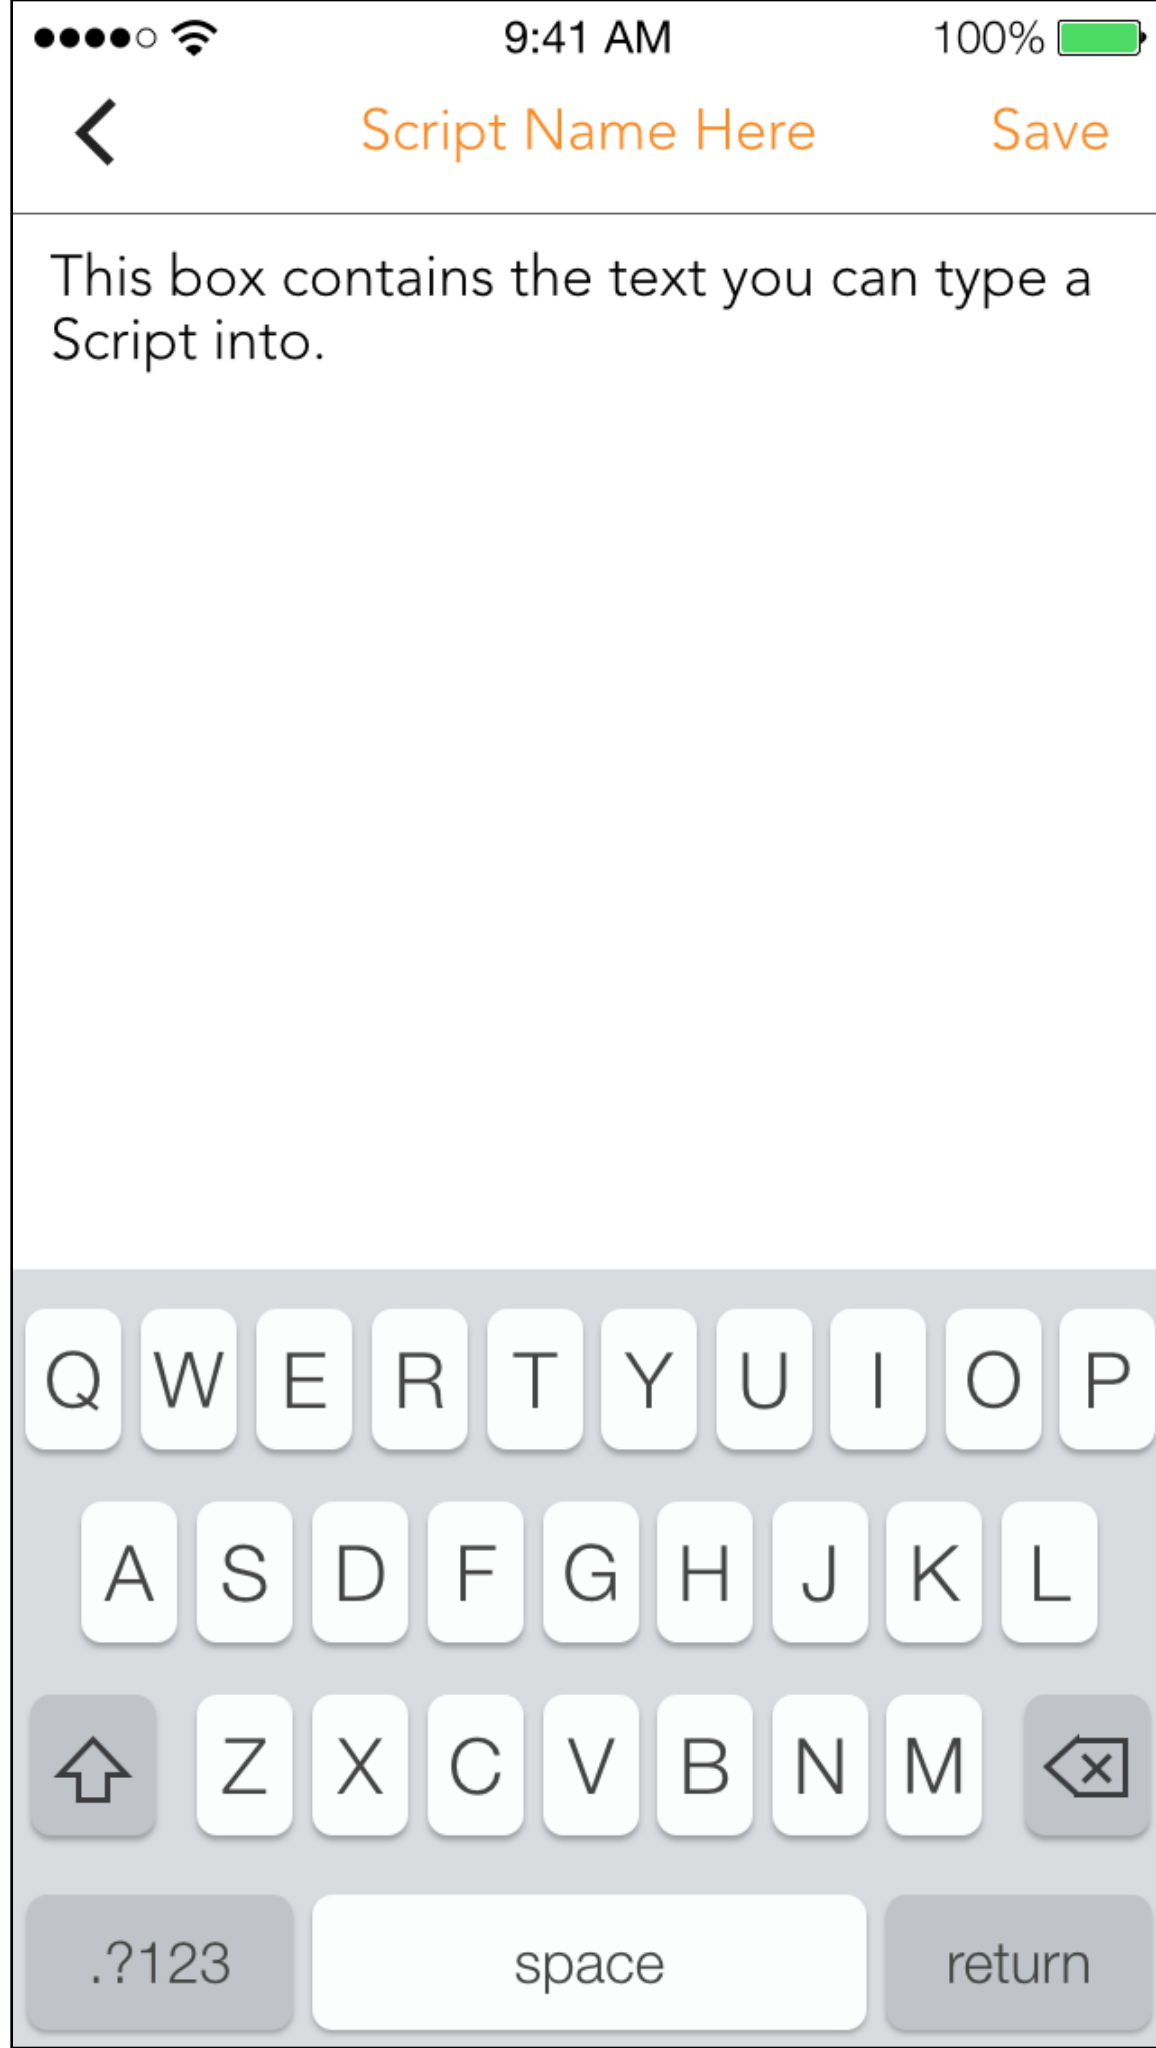 9:41 AM 100%
Script Name Here Save
This box contains the text you can type a
Script into.
Q W E R T Y U I O P
A S D F G H J K L
Z X C V B N M
.?123 space return